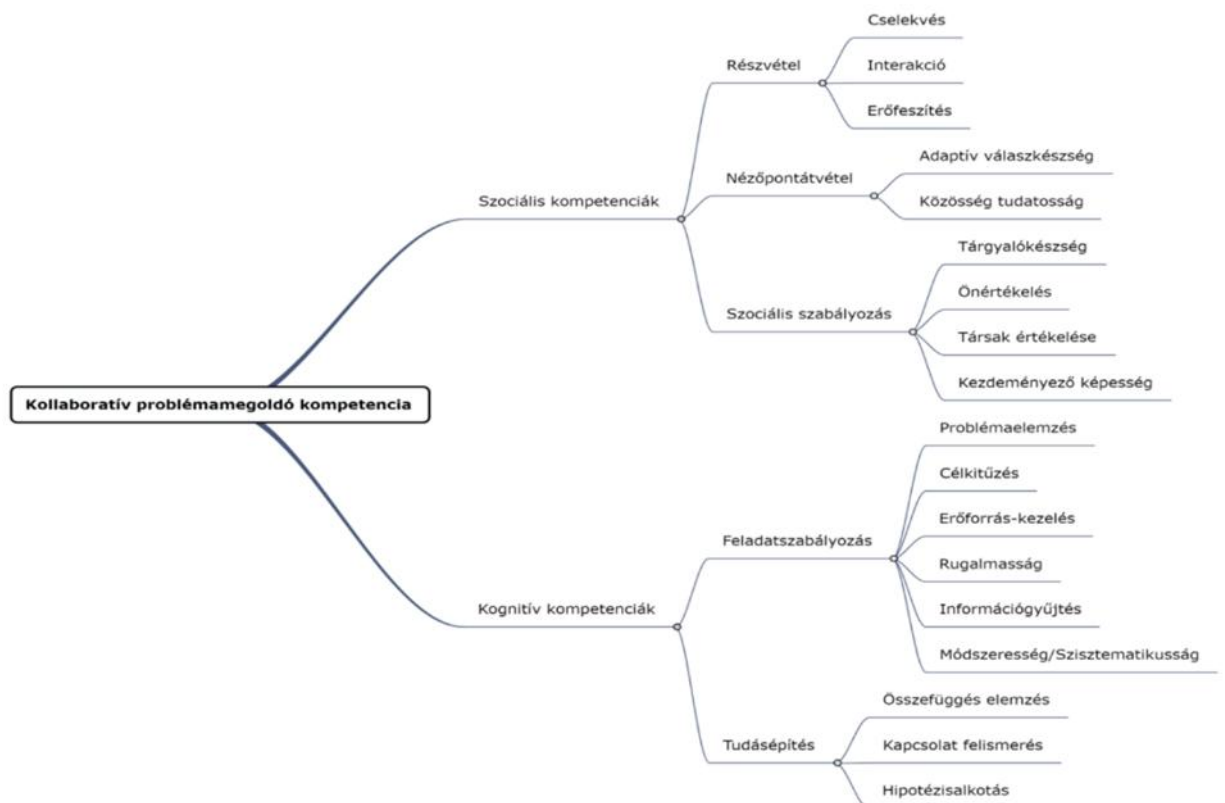 Kollaboratív problémamegoldó kompetencia
Szociális kompetenciák
Részvétel
Cselekvés
Interakció
Erőfeszítés
Nézőpontátvétel
Adaptív válaszkészség
Közösség tudatosság
Szociális szabályozás
Tárgyalókészség
Önértékelés
Társak értékelése
Kezdeményező képesség
Kognitív kompetenciák
Feladatszabályozás
Problémaelemzés
Célkitűzés
Erőforrás-kezelés
Rugalmasság
Információgyűjtés
Módszeresség/Szisztematikusság
Tudásépítés
Összefüggés elemzés
Kapcsolat felismerés
Hipotézisalkotás